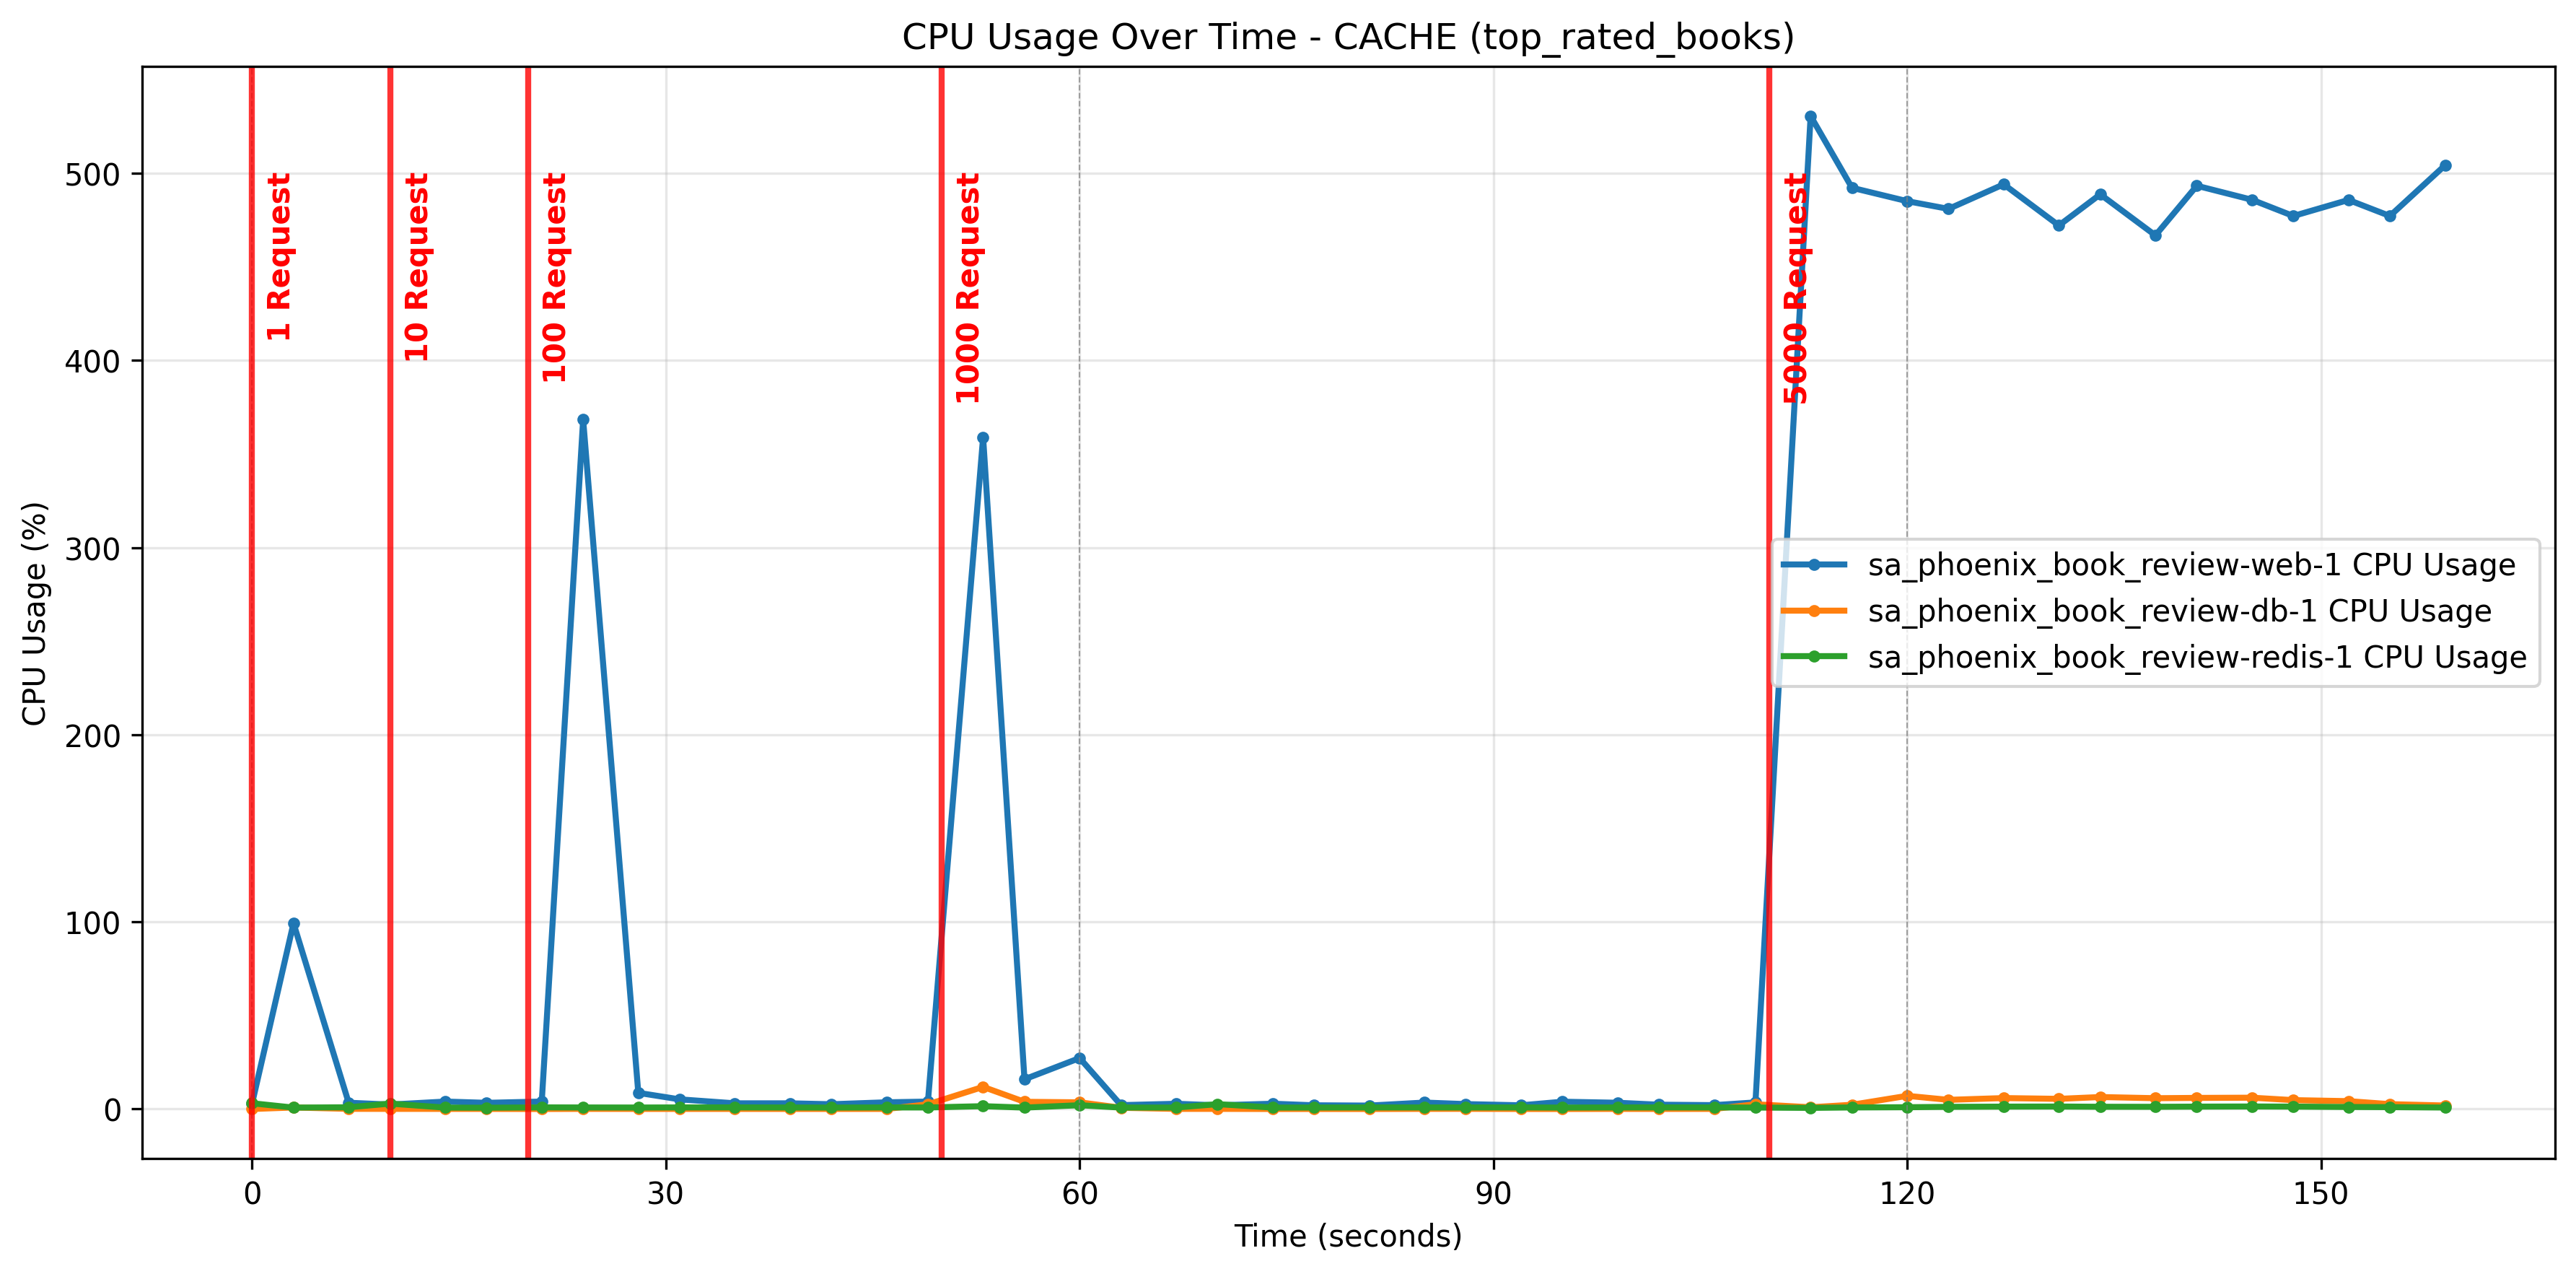 CPU Usage Over Time - CACHE (top_rated_books)
CPU Usage (%)
500
400
300
200
100
0
1 Request
10 Request
100 Request
1000 Request
5000 Request
sa_phoenix_book_review-web-1 CPU Usage
sa_phoenix_book_review-db-1 CPU Usage
sa_phoenix_book_review-redis-1 CPU Usage
0 30 60 90 120 150
Time (seconds)